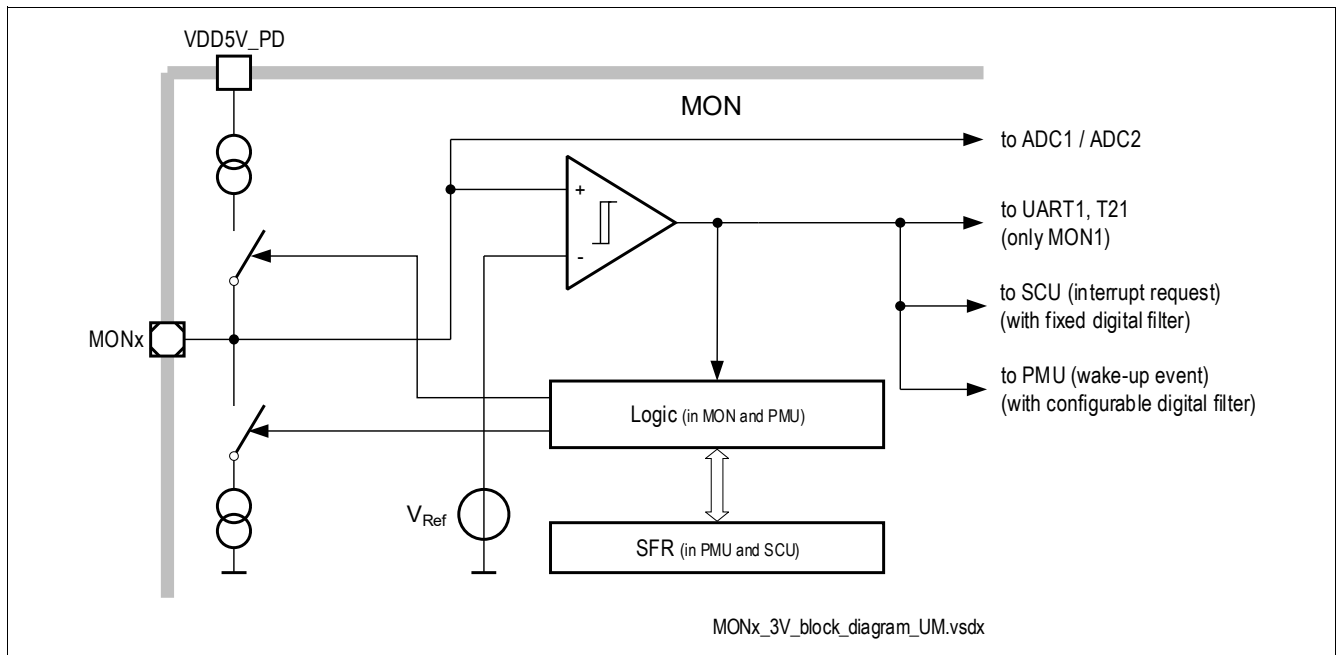 VDD5V_PD
MON
to ADC1 / ADC2
+
to UART1, T21
(only MON1)
-
to SCU (interrupt request)
(with fixed digital filter)
MONx
to PMU (wake-up event)
(with configurable digital filter)
Logic (in MON and PMU)
VRef
SFR (in PMU and SCU)
MONx_3V_block_diagram_UM.vsdx